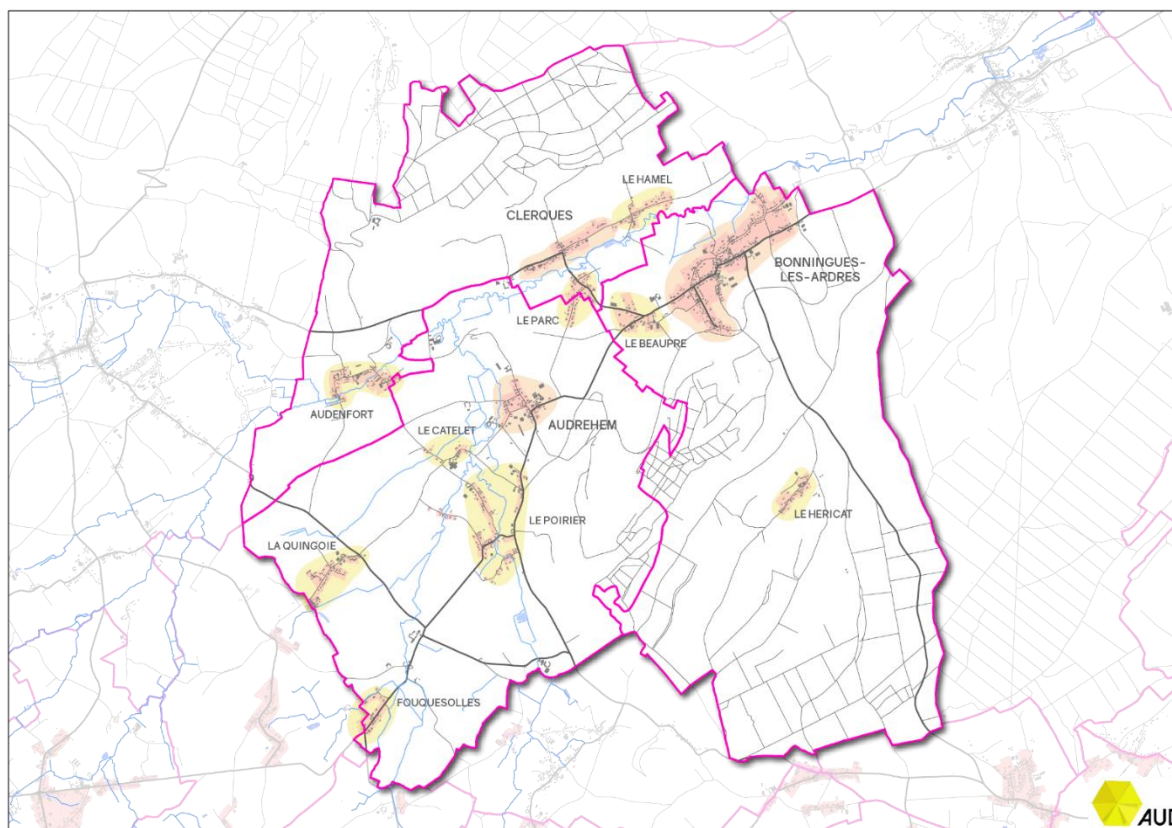 LE HAMEL
CLERQUES
BONNINGUES-
LES-ARDRES
LE PARC
LE BEAUPRE
AUDENFORT
LE CATELET
AUDREHEM
LE POIRIER
LE HERICAT
LA QUINGOIE
FOUQUESOLLES